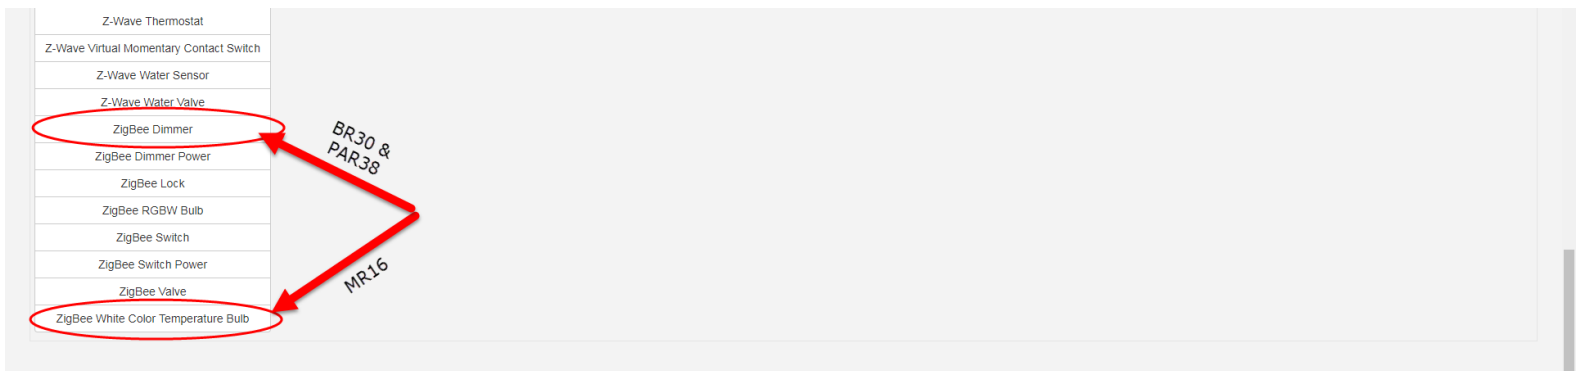 Z-Wave Thermostat
Z-Wave Virtual Momentary Contact Switch
Z-Wave Water Sensor
Z-Wave Water Valve
ZigBee Dimmer
ZigBee Dimmer Power
ZigBee Lock
ZigBee RGBW Bulb
ZigBee Switch
ZigBee Switch Power
ZigBee Valve
ZigBee White Color Temperature Bulb
BR30 &
PAR38
MR16